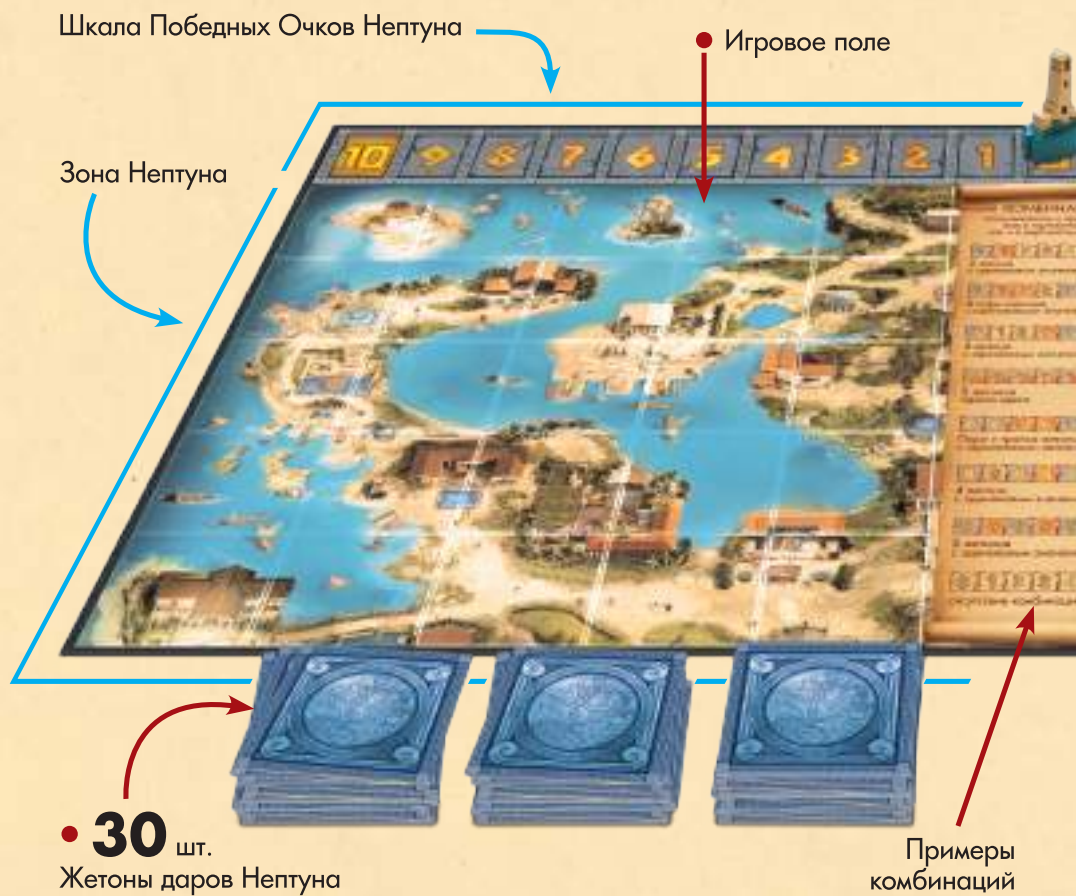 Шкала Победных Очков Нептуна
Игровое поле
Зона Нептуна
10 9 8 7 6 5 4 3 2 1
• 30 шт.
Жетоны даров Нептуна
Примеры
комбинаций